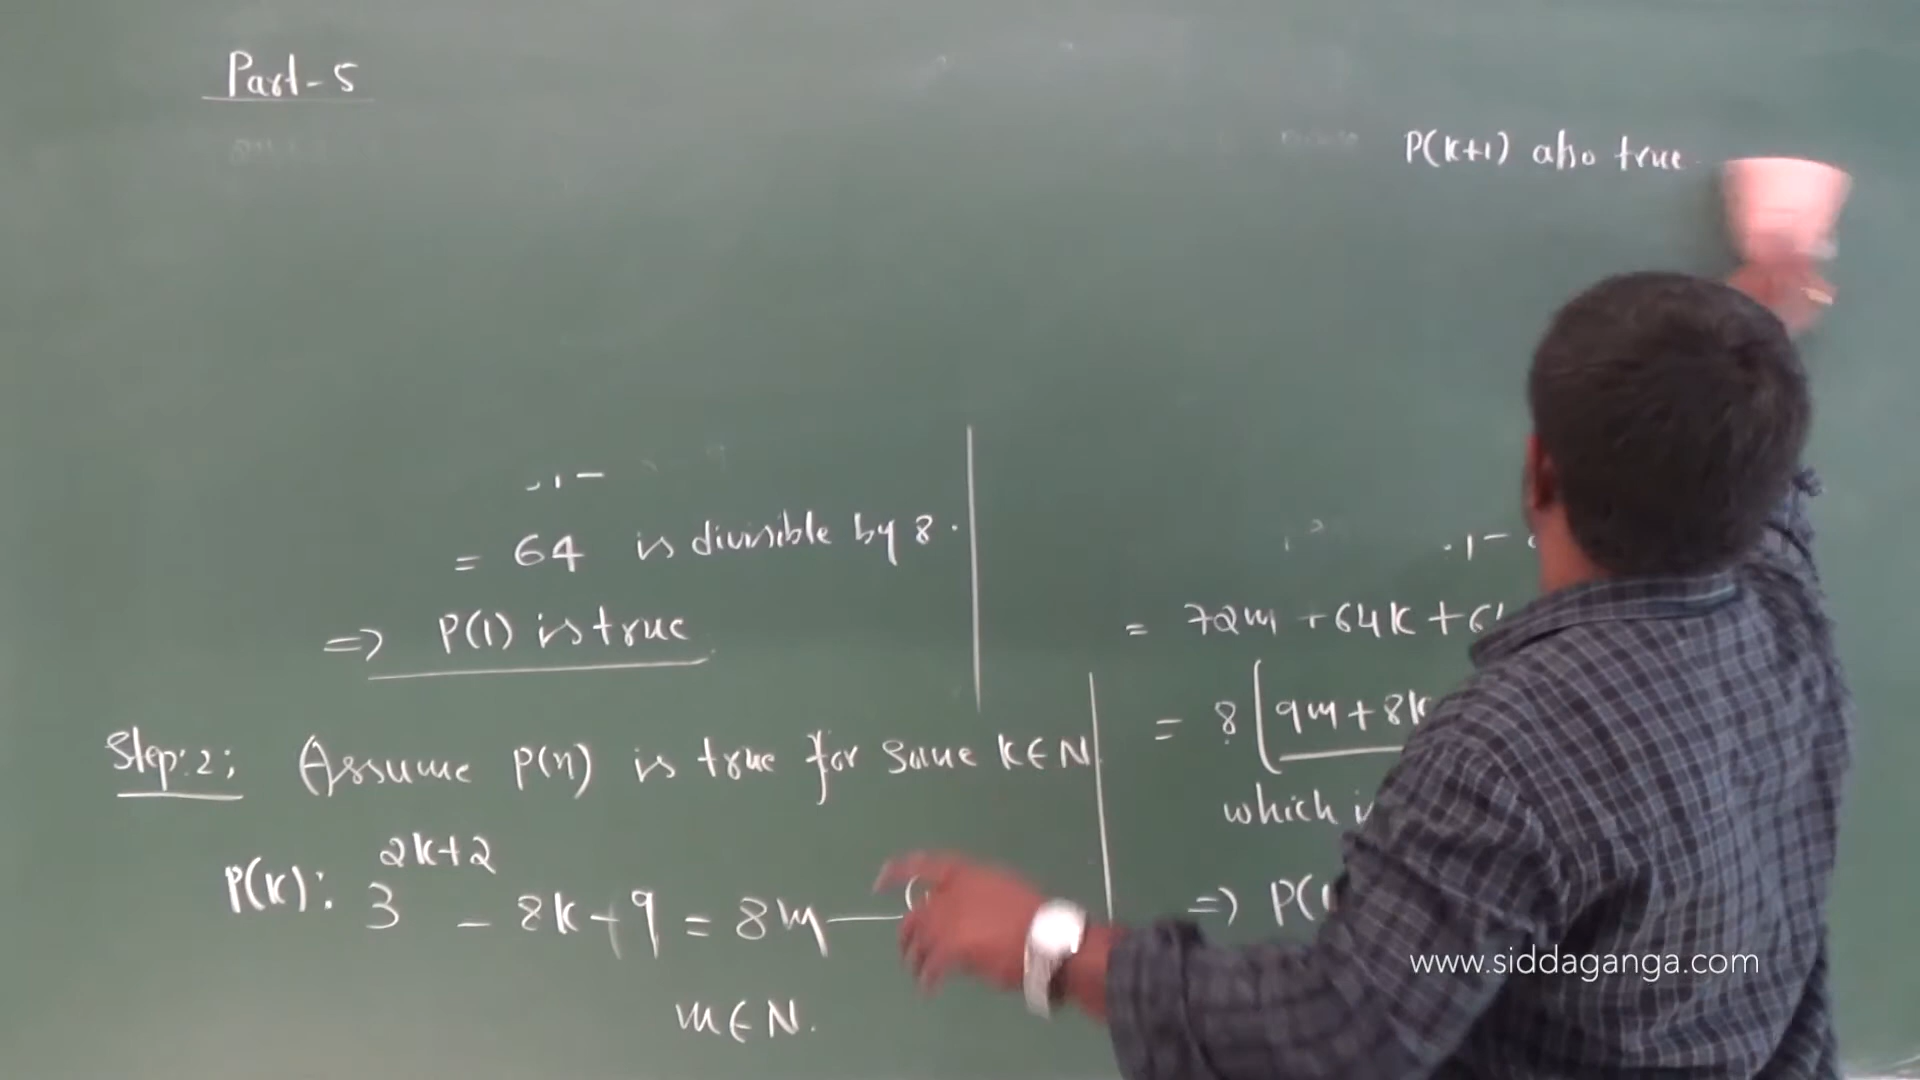 Part-5
P(k+1) also true
= 64 is divisible by 8.
=> P(1) is true
Step:2; Assume P(n) is true for some k∈N
P(k): 3^{2k+2} - 8k+9 = 8m
m∈N.
= 72m + 64k +
= 8 [9m + 8k
which
=> P(
www.siddaganga.com